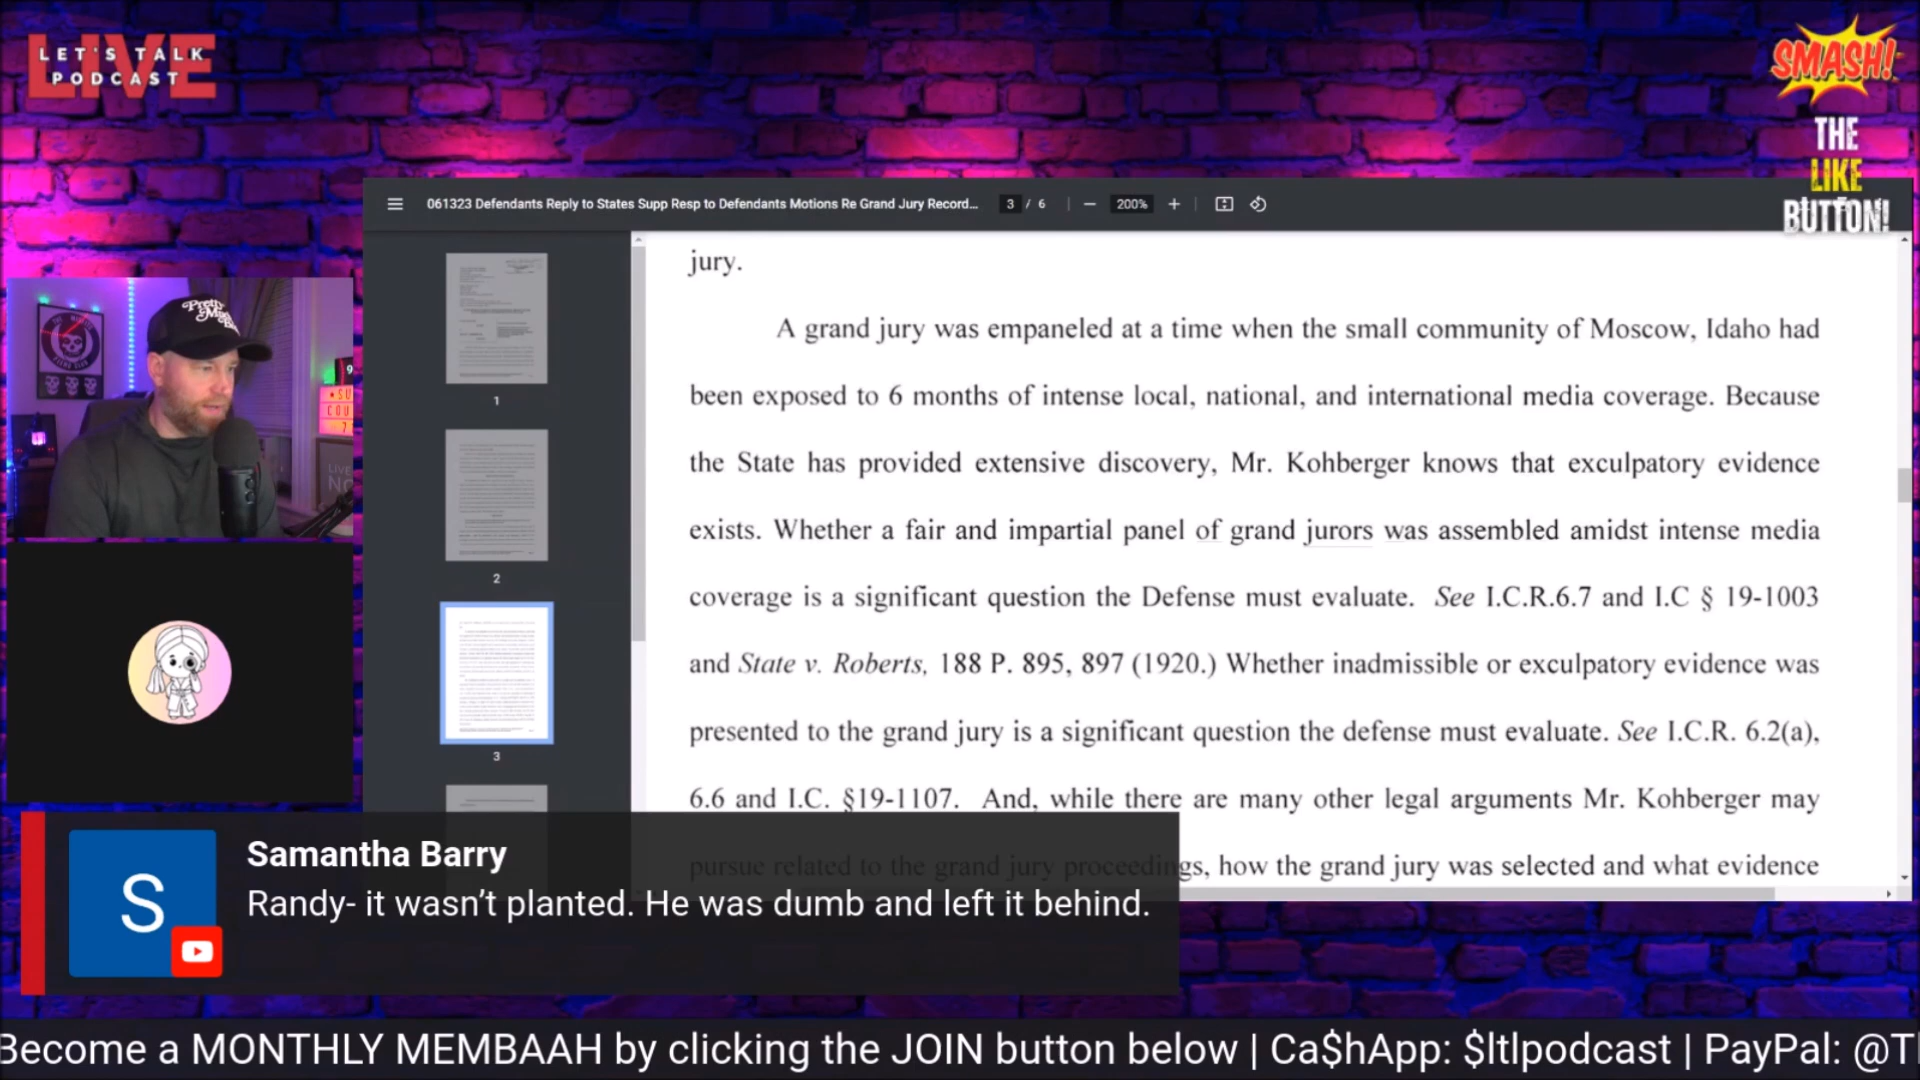 LIVE
LET'S TALK
PODCAST
SMASH!
THE
LIKE
BUTTON!
061323 Defendants Reply to States Supp Resp to Defendants Motions Re Grand Jury Record...
3 / 6
200%
jury.
A grand jury was empaneled at a time when the small community of Moscow, Idaho had
been exposed to 6 months of intense local, national, and international media coverage. Because
the State has provided extensive discovery, Mr. Kohberger knows that exculpatory evidence
exists. Whether a fair and impartial panel of grand jurors was assembled amidst intense media
coverage is a significant question the Defense must evaluate. See I.C.R.6.7 and I.C § 19-1003
and State v. Roberts, 188 P. 895, 897 (1920.) Whether inadmissible or exculpatory evidence was
presented to the grand jury is a significant question the defense must evaluate. See I.C.R. 6.2(a),
6.6 and I.C. §19-1107. And, while there are many other legal arguments Mr. Kohberger may
pursue related to the grand jury proceedings, how the grand jury was selected and what evidence
1
2
3
Pretty
S
Samantha Barry
Randy- it wasn't planted. He was dumb and left it behind.
Become a MONTHLY MEMBAAH by clicking the JOIN button below | Ca$hApp: $ltlpodcast | PayPal: @T